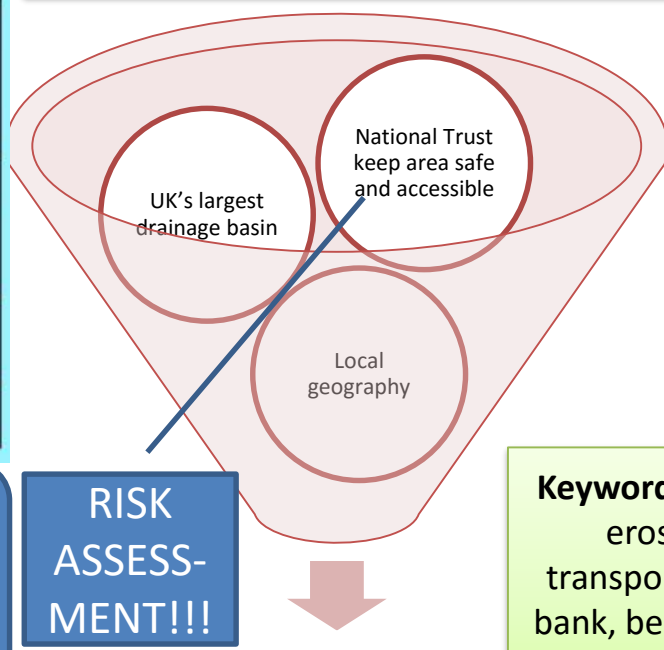 National Trust
keep area safe
and accessible
UK's largest
drainage basin
Local
geography
RISK
ASSESS-
MENT!!!
Keyword
eros
transpo
bank, be